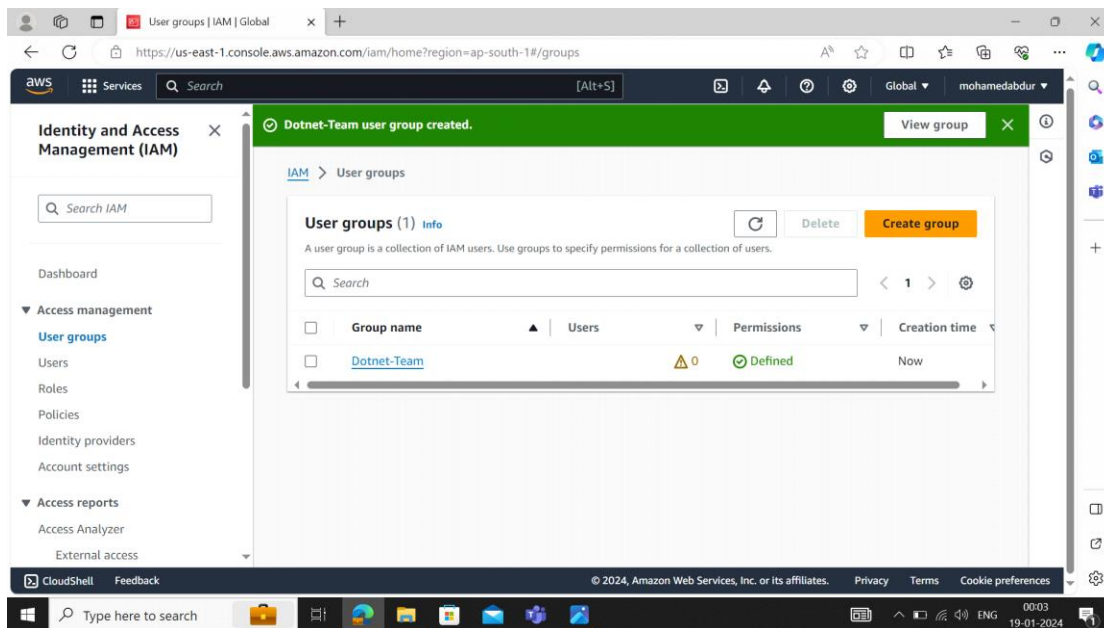 User groups | IAM | Global
https://us-east-1.console.aws.amazon.com/iam/home?region=ap-south-1#/groups
aws Services Search [Alt+S] Global mohamedabdur
Identity and Access Management (IAM)
Search IAM
Dashboard
Access management
User groups
Users
Roles
Policies
Identity providers
Account settings
Access reports
Access Analyzer
External access
Dotnet-Team user group created. View group
IAM > User groups
User groups (1) Info Delete Create group
A user group is a collection of IAM users. Use groups to specify permissions for a collection of users.
Search 1
Group name Users Permissions Creation time
Dotnet-Team 0 Defined Now
CloudShell Feedback © 2024, Amazon Web Services, Inc. or its affiliates. Privacy Terms Cookie preferences
Type here to search ENG 00:03
19-01-2024